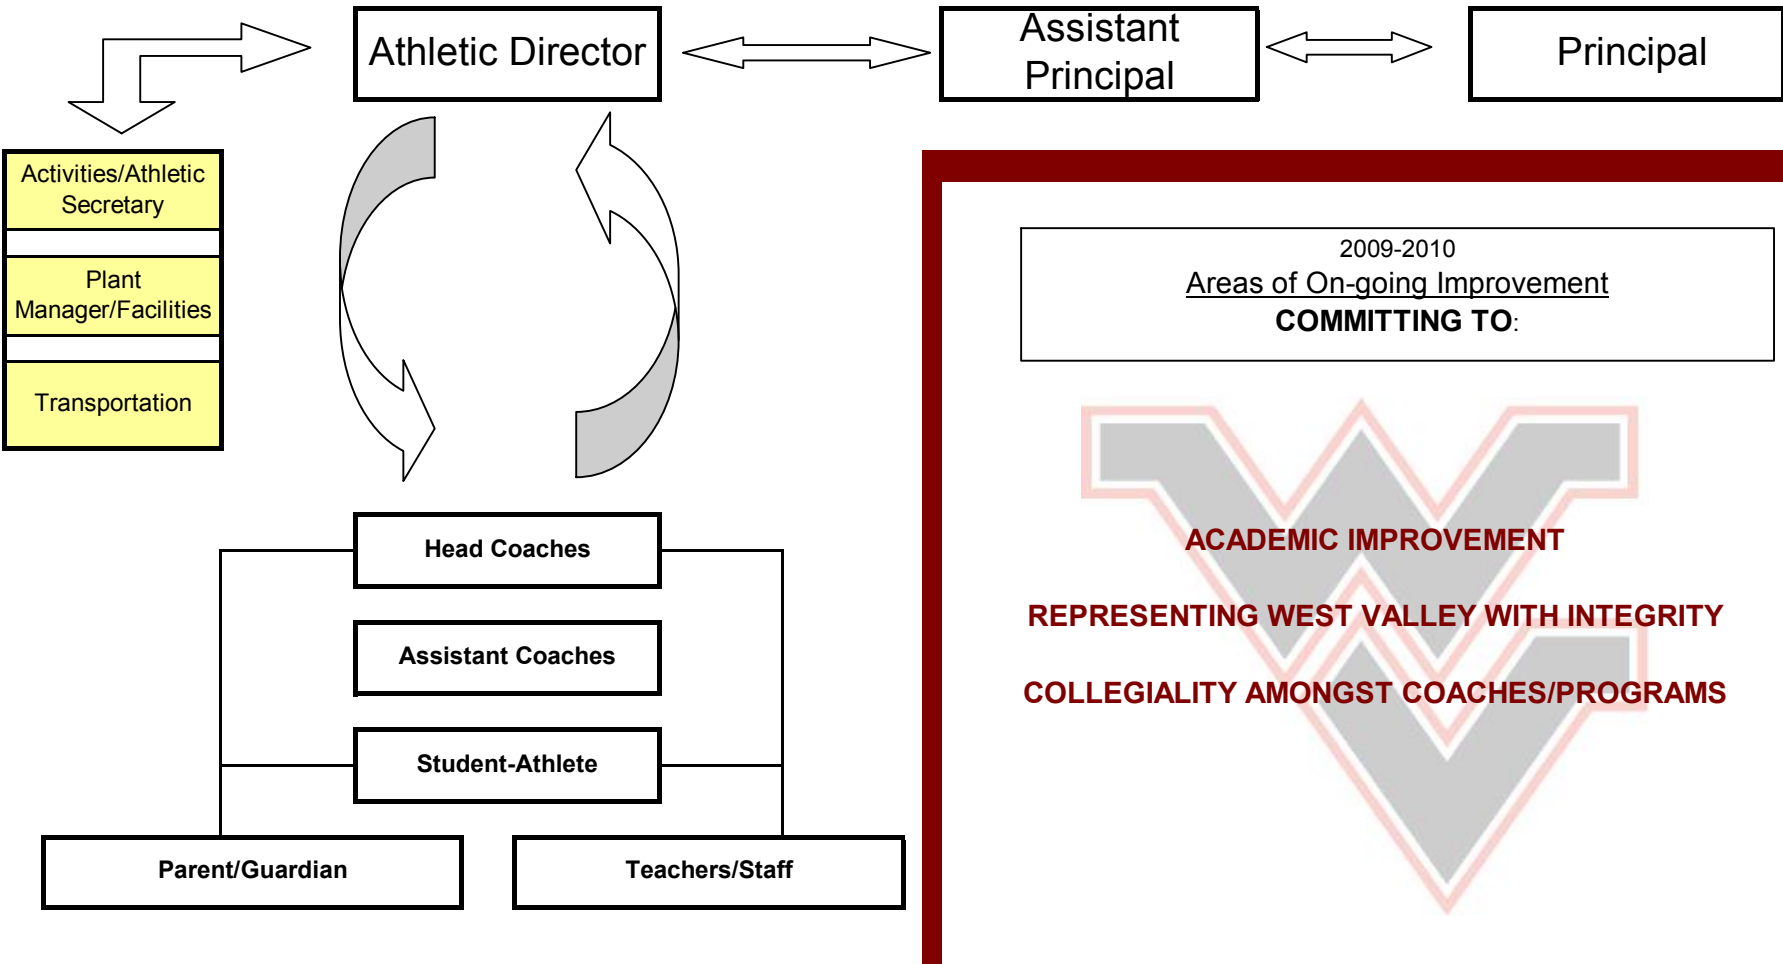 Athletic Director
Assistant
Principal
Principal
Activities/Athletic
Secretary
Plant
Manager/Facilities
Transportation
Head Coaches
Assistant Coaches
Student-Athlete
Parent/Guardian
Teachers/Staff
2009-2010
Areas of On-going Improvement
COMMITTING TO:
ACADEMIC IMPROVEMENT
REPRESENTING WEST VALLEY WITH INTEGRITY
COLLEGIALITY AMONGST COACHES/PROGRAMS
WV